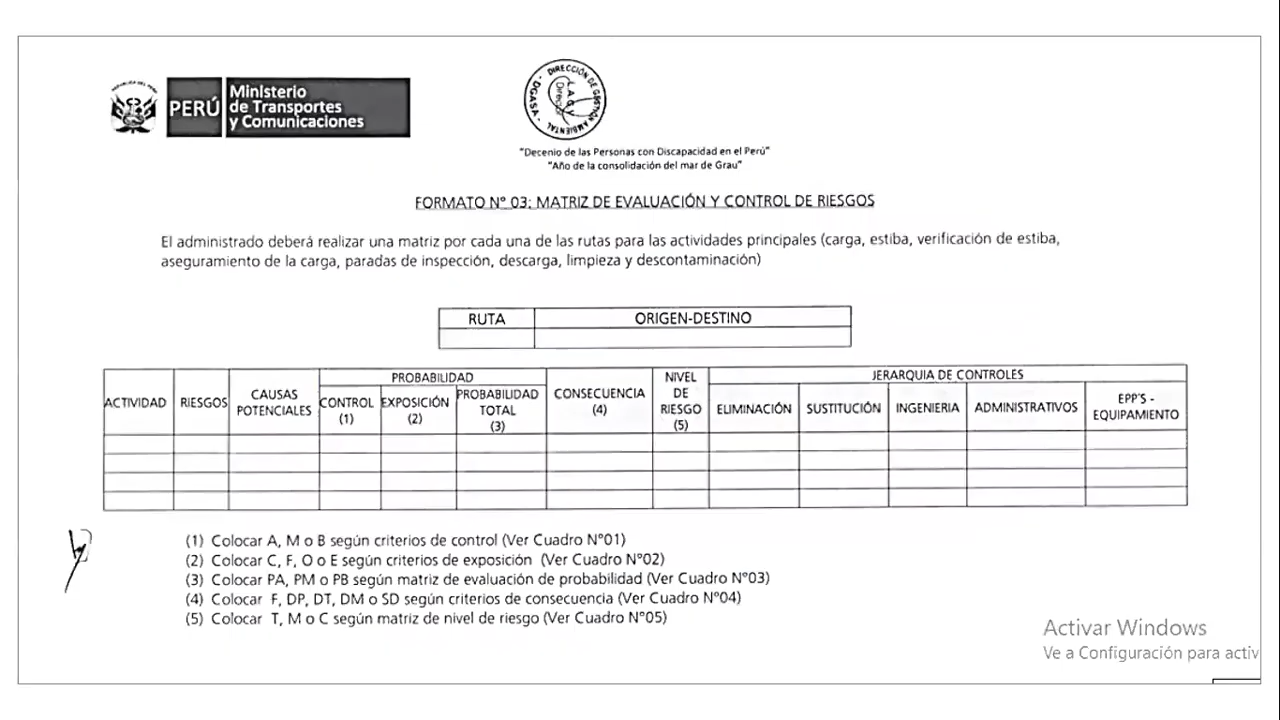 REPUBLICA DEL PERU
PERÚ
Ministerio
de Transportes
y Comunicaciones
DIRECCIÓN DE GESTIÓN AMBIENTAL
- DGASA -
Director
"Decenio de las Personas con Discapacidad en el Perú"
"Año de la consolidación del mar de Grau"
FORMATO Nº 03: MATRIZ DE EVALUACIÓN Y CONTROL DE RIESGOS
El administrado deberá realizar una matriz por cada una de las rutas para las actividades principales (carga, estiba, verificación de estiba,
aseguramiento de la carga, paradas de inspección, descarga, limpieza y descontaminación)
RUTA ORIGEN-DESTINO
ACTIVIDAD
RIESGOS
CAUSAS
POTENCIALES
PROBABILIDAD
CONTROL
(1)
EXPOSICIÓN
(2)
PROBABILIDAD
TOTAL
(3)
CONSECUENCIA
(4)
NIVEL
DE
RIESGO
(5)
JERARQUIA DE CONTROLES
ELIMINACIÓN
SUSTITUCIÓN
INGENIERIA
ADMINISTRATIVOS
EPP'S -
EQUIPAMIENTO
(1) Colocar A, M o B según criterios de control (Ver Cuadro N°01)
(2) Colocar C, F, O o E según criterios de exposición (Ver Cuadro N°02)
(3) Colocar PA, PM o PB según matriz de evaluación de probabilidad (Ver Cuadro N°03)
(4) Colocar F, DP, DT, DM o SD según criterios de consecuencia (Ver Cuadro N°04)
(5) Colocar T, M o C según matriz de nivel de riesgo (Ver Cuadro N°05)
Activar Windows
Ve a Configuración para activ